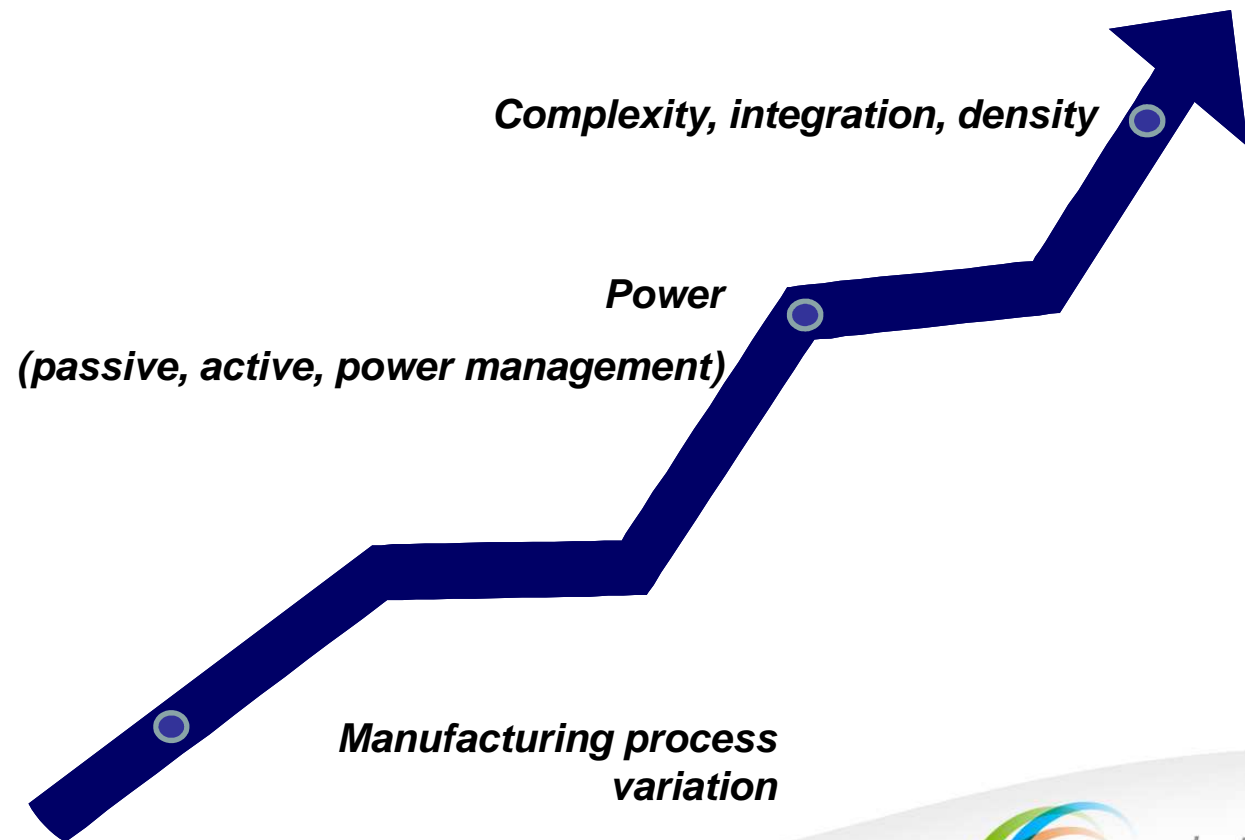 Complexity, integration, density
Power
(passive, active, power management)
Manufacturing process
variation